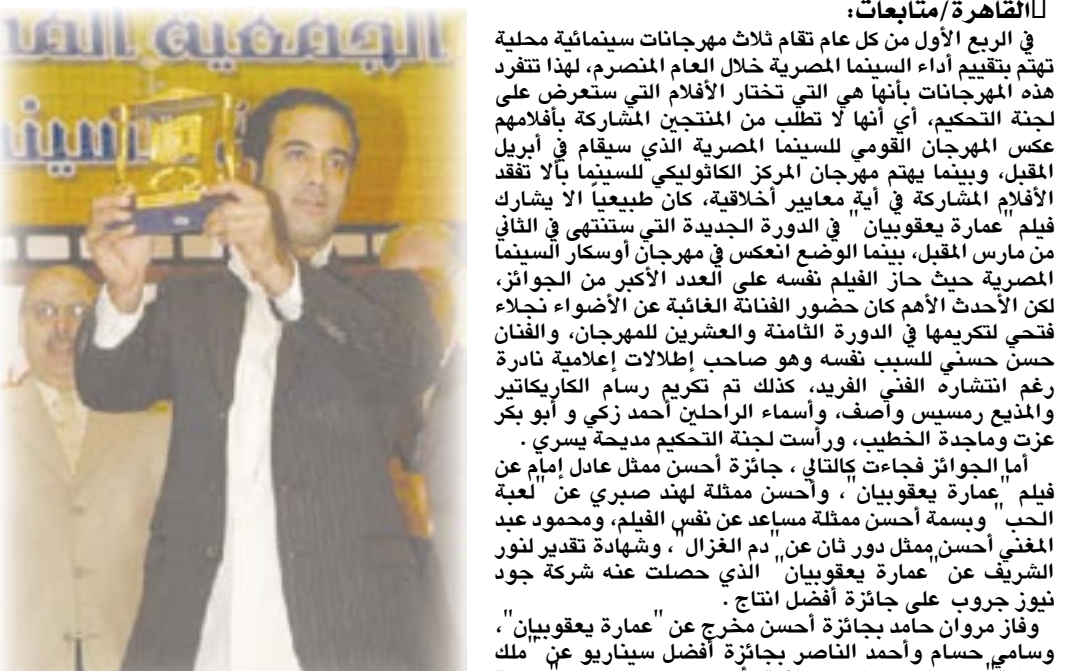 القاهرة/متابعات:
في الربع الأول من كل عام تقام ثلاث مهرجانات سينمائية محلية
تهتم بتقييم أداء السينما المصرية خلال العام المنصرم، لهذا تتفرد
هذه المهرجانات بأنها هي التي تختار الأفلام التي ستعرض على
لجنة التحكيم، أي أنها لا تطلب من المنتجين المشاركة بأفلامهم
عكس المهرجان القومي للسينما المصرية الذي سيقام في أبريل
المقبل، وبينما يهتم مهرجان المركز الكاثوليكي للسينما بألا تفقد
الأفلام المشاركة في أية معايير أخلاقية، كان طبيعياً الا يشارك
فيلم "عمارة يعقوبيان" في الدورة الجديدة التي ستنتهى في الثاني
من مارس المقبل، بينما الوضع انعكس في مهرجان أوسكار السينما
المصرية حيث حاز الفيلم نفسه على العدد الأكبر من الجوائز،
لكن الأحدث الأهم كان حضور الفنانة الغائبة عن الأضواء نجلاء
فتحي لتكريمها في الدورة الثامنة والعشرين للمهرجان، والفنان
حسن حسني للسبب نفسه وهو صاحب إطلالات إعلامية نادرة
رغم انتشاره الفني الفريد، كذلك تم تكريم رسام الكاريكاتير
والمذيع رمسيس واصف، وأسماء الراحلين أحمد زكي و أبو بكر
عزت وماجدة الخطيب، ورأست لجنة التحكيم مديحة يسري .
أما الجوائز فجاءت كالتالي ، جائزة أحسن ممثل عادل إمام عن
فيلم "عمارة يعقوبيان"، وأحسن ممثلة لهند صبري عن "لعبة
الحب" وبسمة أحسن ممثلة مساعد عن نفس الفيلم، ومحمود عبد
المغني أحسن ممثل دور ثان عن "دم الغزال"، وشهادة تقدير لنور
الشريف عن "عمارة يعقوبيان" الذي حصلت عنه شركة جود
نيوز جروب على جائزة أفضل انتاج .
وفاز مروان حامد بجائزة أحسن مخرج عن "عمارة يعقوبيان"،
وسامي حسام وأحمد الناصر بجائزة أفضل سيناريو عن "ملك
الجمعية